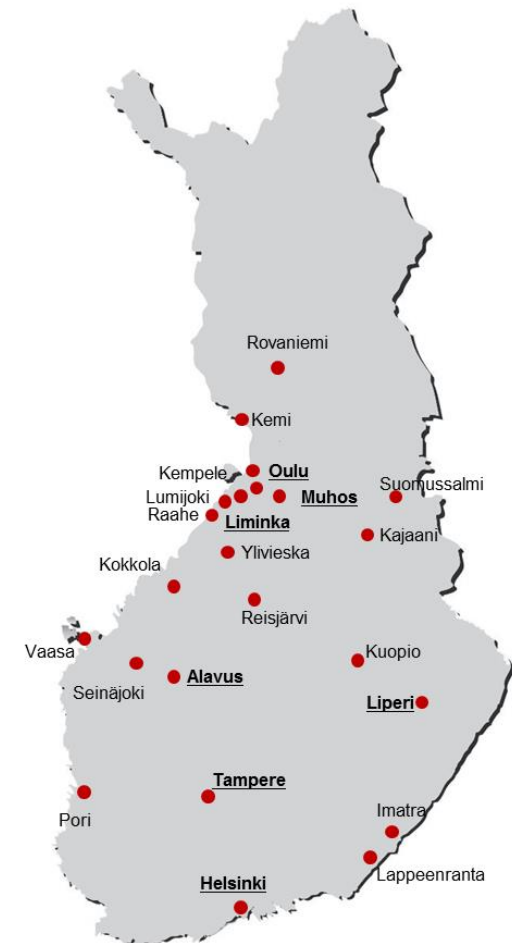 Rovaniemi
Kemi
Kempele
Oulu
Suomussalmi
Lumijoki
Muhos
Raahe
Liminka
Kajaani
Ylivieska
Kokkola
Reisjärvi
Vaasa
Kuopio
Alavus
Seinäjoki
Liperi
Tampere
Imatra
Pori
Lappeenranta
Helsinki